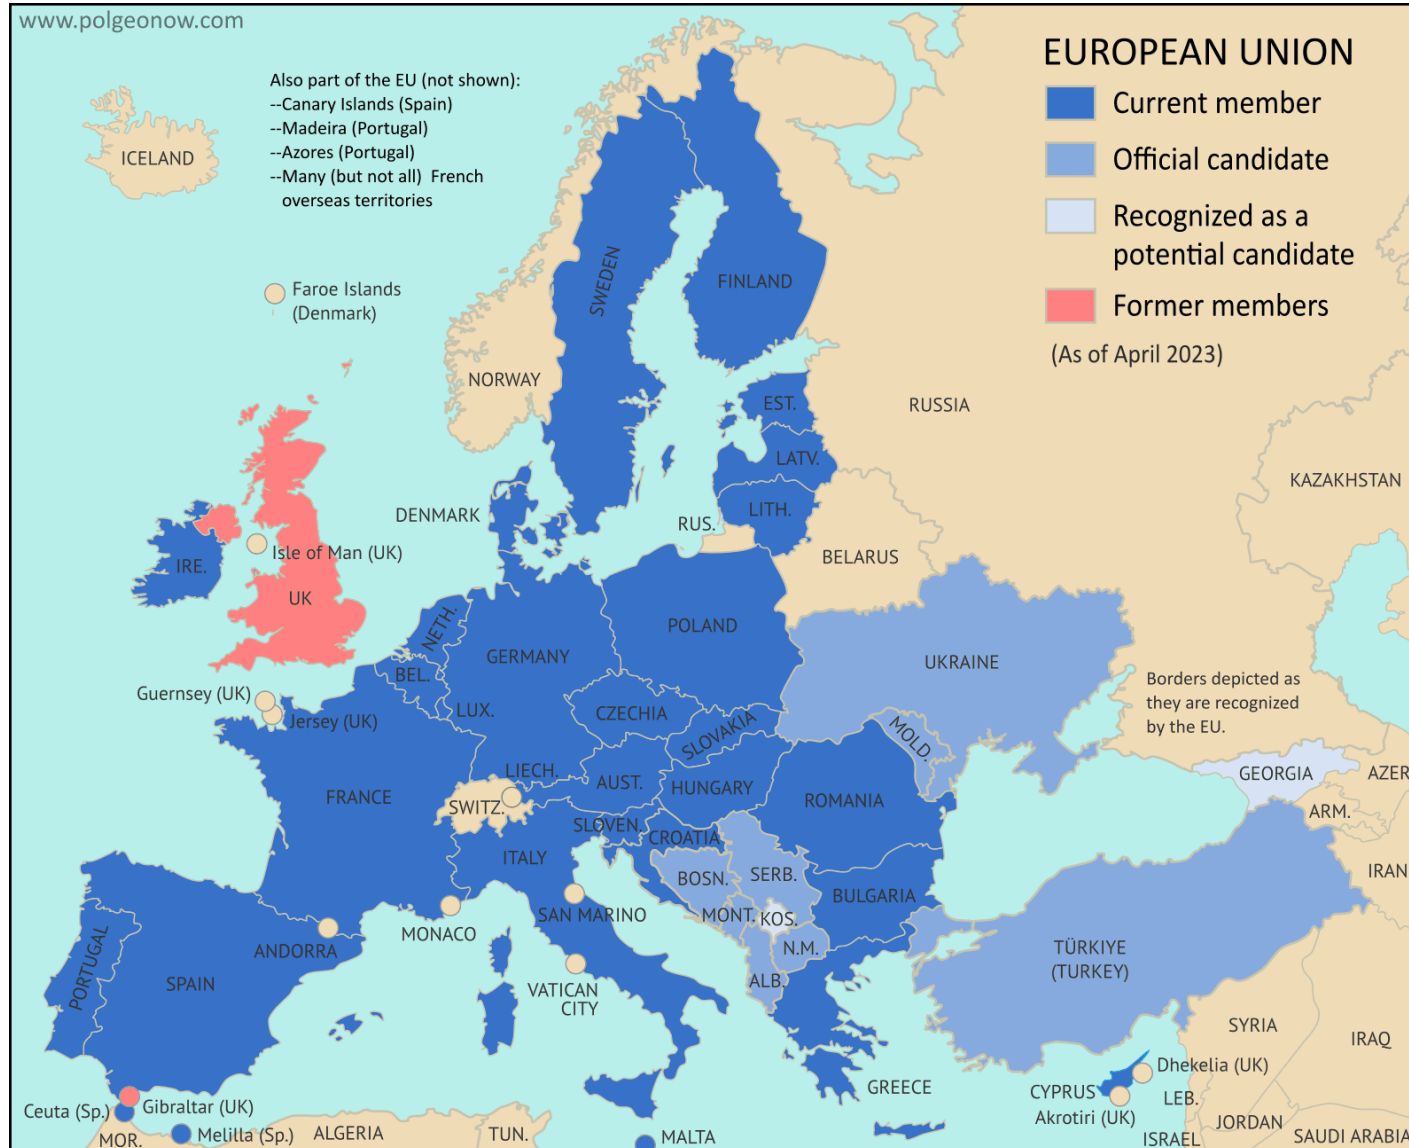 www.polgeonow.com
EUROPEAN UNION
Current member
Official candidate
Recognized as a
potential candidate
Former members
(As of April 2023)
Also part of the EU (not shown):
--Canary Islands (Spain)
--Madeira (Portugal)
--Azores (Portugal)
--Many (but not all) French
overseas territories
ICELAND
Faroe Islands
(Denmark)
SWEDEN
FINLAND
NORWAY
RUSSIA
EST.
LATV.
LITH.
KAZAKHSTAN
DENMARK
RUS.
BELARUS
IRE.
Isle of Man (UK)
UK
NETH.
POLAND
GERMANY
BEL.
UKRAINE
Guernsey (UK)
Jersey (UK)
LUX.
CZECHIA
SLOVAKIA
MOLD.
Borders depicted as
they are recognized
by the EU.
LIECH.
AUST.
HUNGARY
FRANCE
SWITZ.
ROMANIA
GEORGIA
AZER
ARM.
SLOVEN.
CROATIA
ITALY
BOSN.
SERB.
BULGARIA
IRAN
SAN MARINO
MONT.
KOS.
MONACO
ANDORRA
N.M.
TÜRKIYE
(TURKEY)
PORTUGAL
SPAIN
VATICAN
CITY
ALB.
SYRIA
IRAQ
GREECE
CYPRUS
Dhekelia (UK)
Akrotiri (UK)
LEB.
Ceuta (Sp.)
Gibraltar (UK)
Melilla (Sp.)
MOR.
ALGERIA
TUN.
MALTA
ISRAEL
JORDAN
SAUDI ARABIA